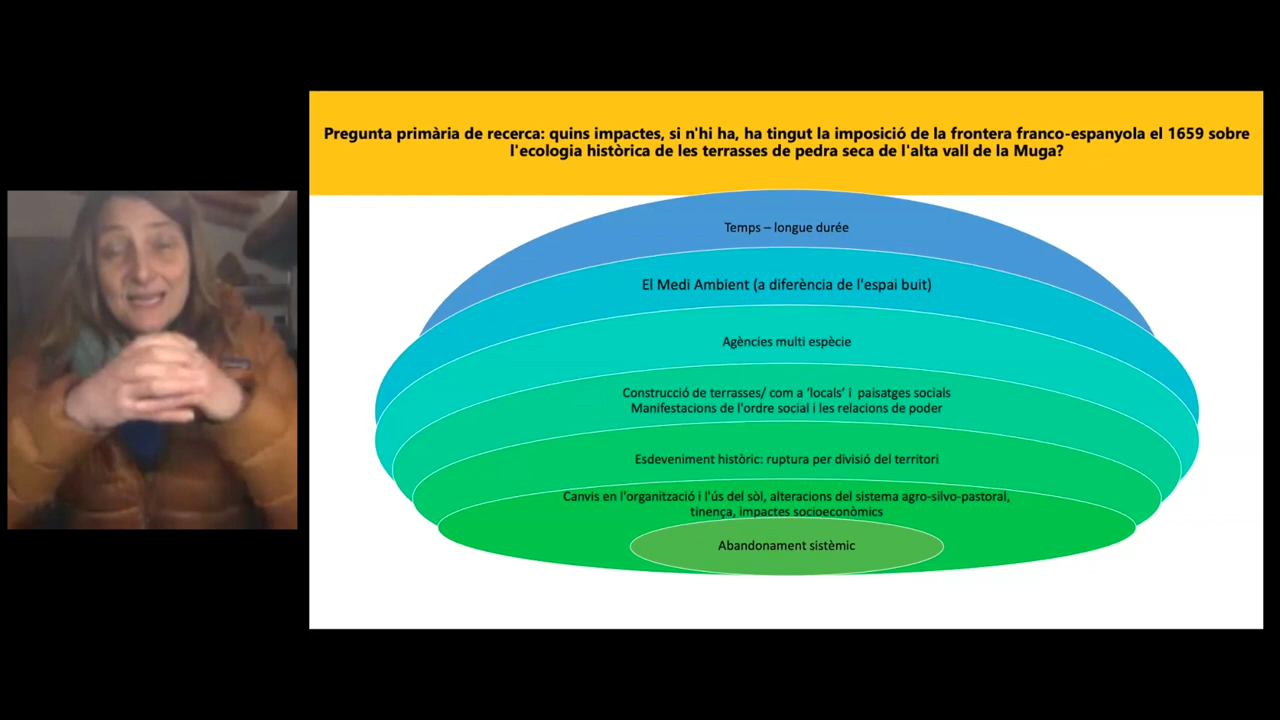 Pregunta primària de recerca: quins impactes, si n'hi ha, ha tingut la imposició de la frontera franco-espanyola el 1659 sobre
l'ecologia històrica de les terrasses de pedra seca de l'alta vall de la Muga?
Temps – longue durée
El Medi Ambient (a diferència de l'espai buit)
Agències multi espècie
Construcció de terrasses/ com a ‘locals’ i paisatges socials
Manifestacions de l'ordre social i les relacions de poder
Esdeveniment històric: ruptura per divisió del territori
Canvis en l'organització i l'ús del sòl, alteracions del sistema agro-silvo-pastoral,
tinença, impactes socioeconòmics
Abandonament sistèmic